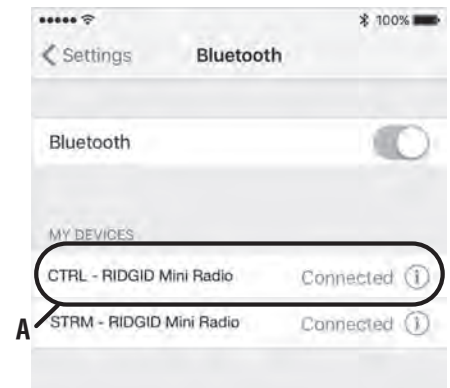 100%
Settings Bluetooth
Bluetooth
MY DEVICES
CTRL - RIDGID Mini Radio Connected i
A STRM - RIDGID Mini Radio Connected i